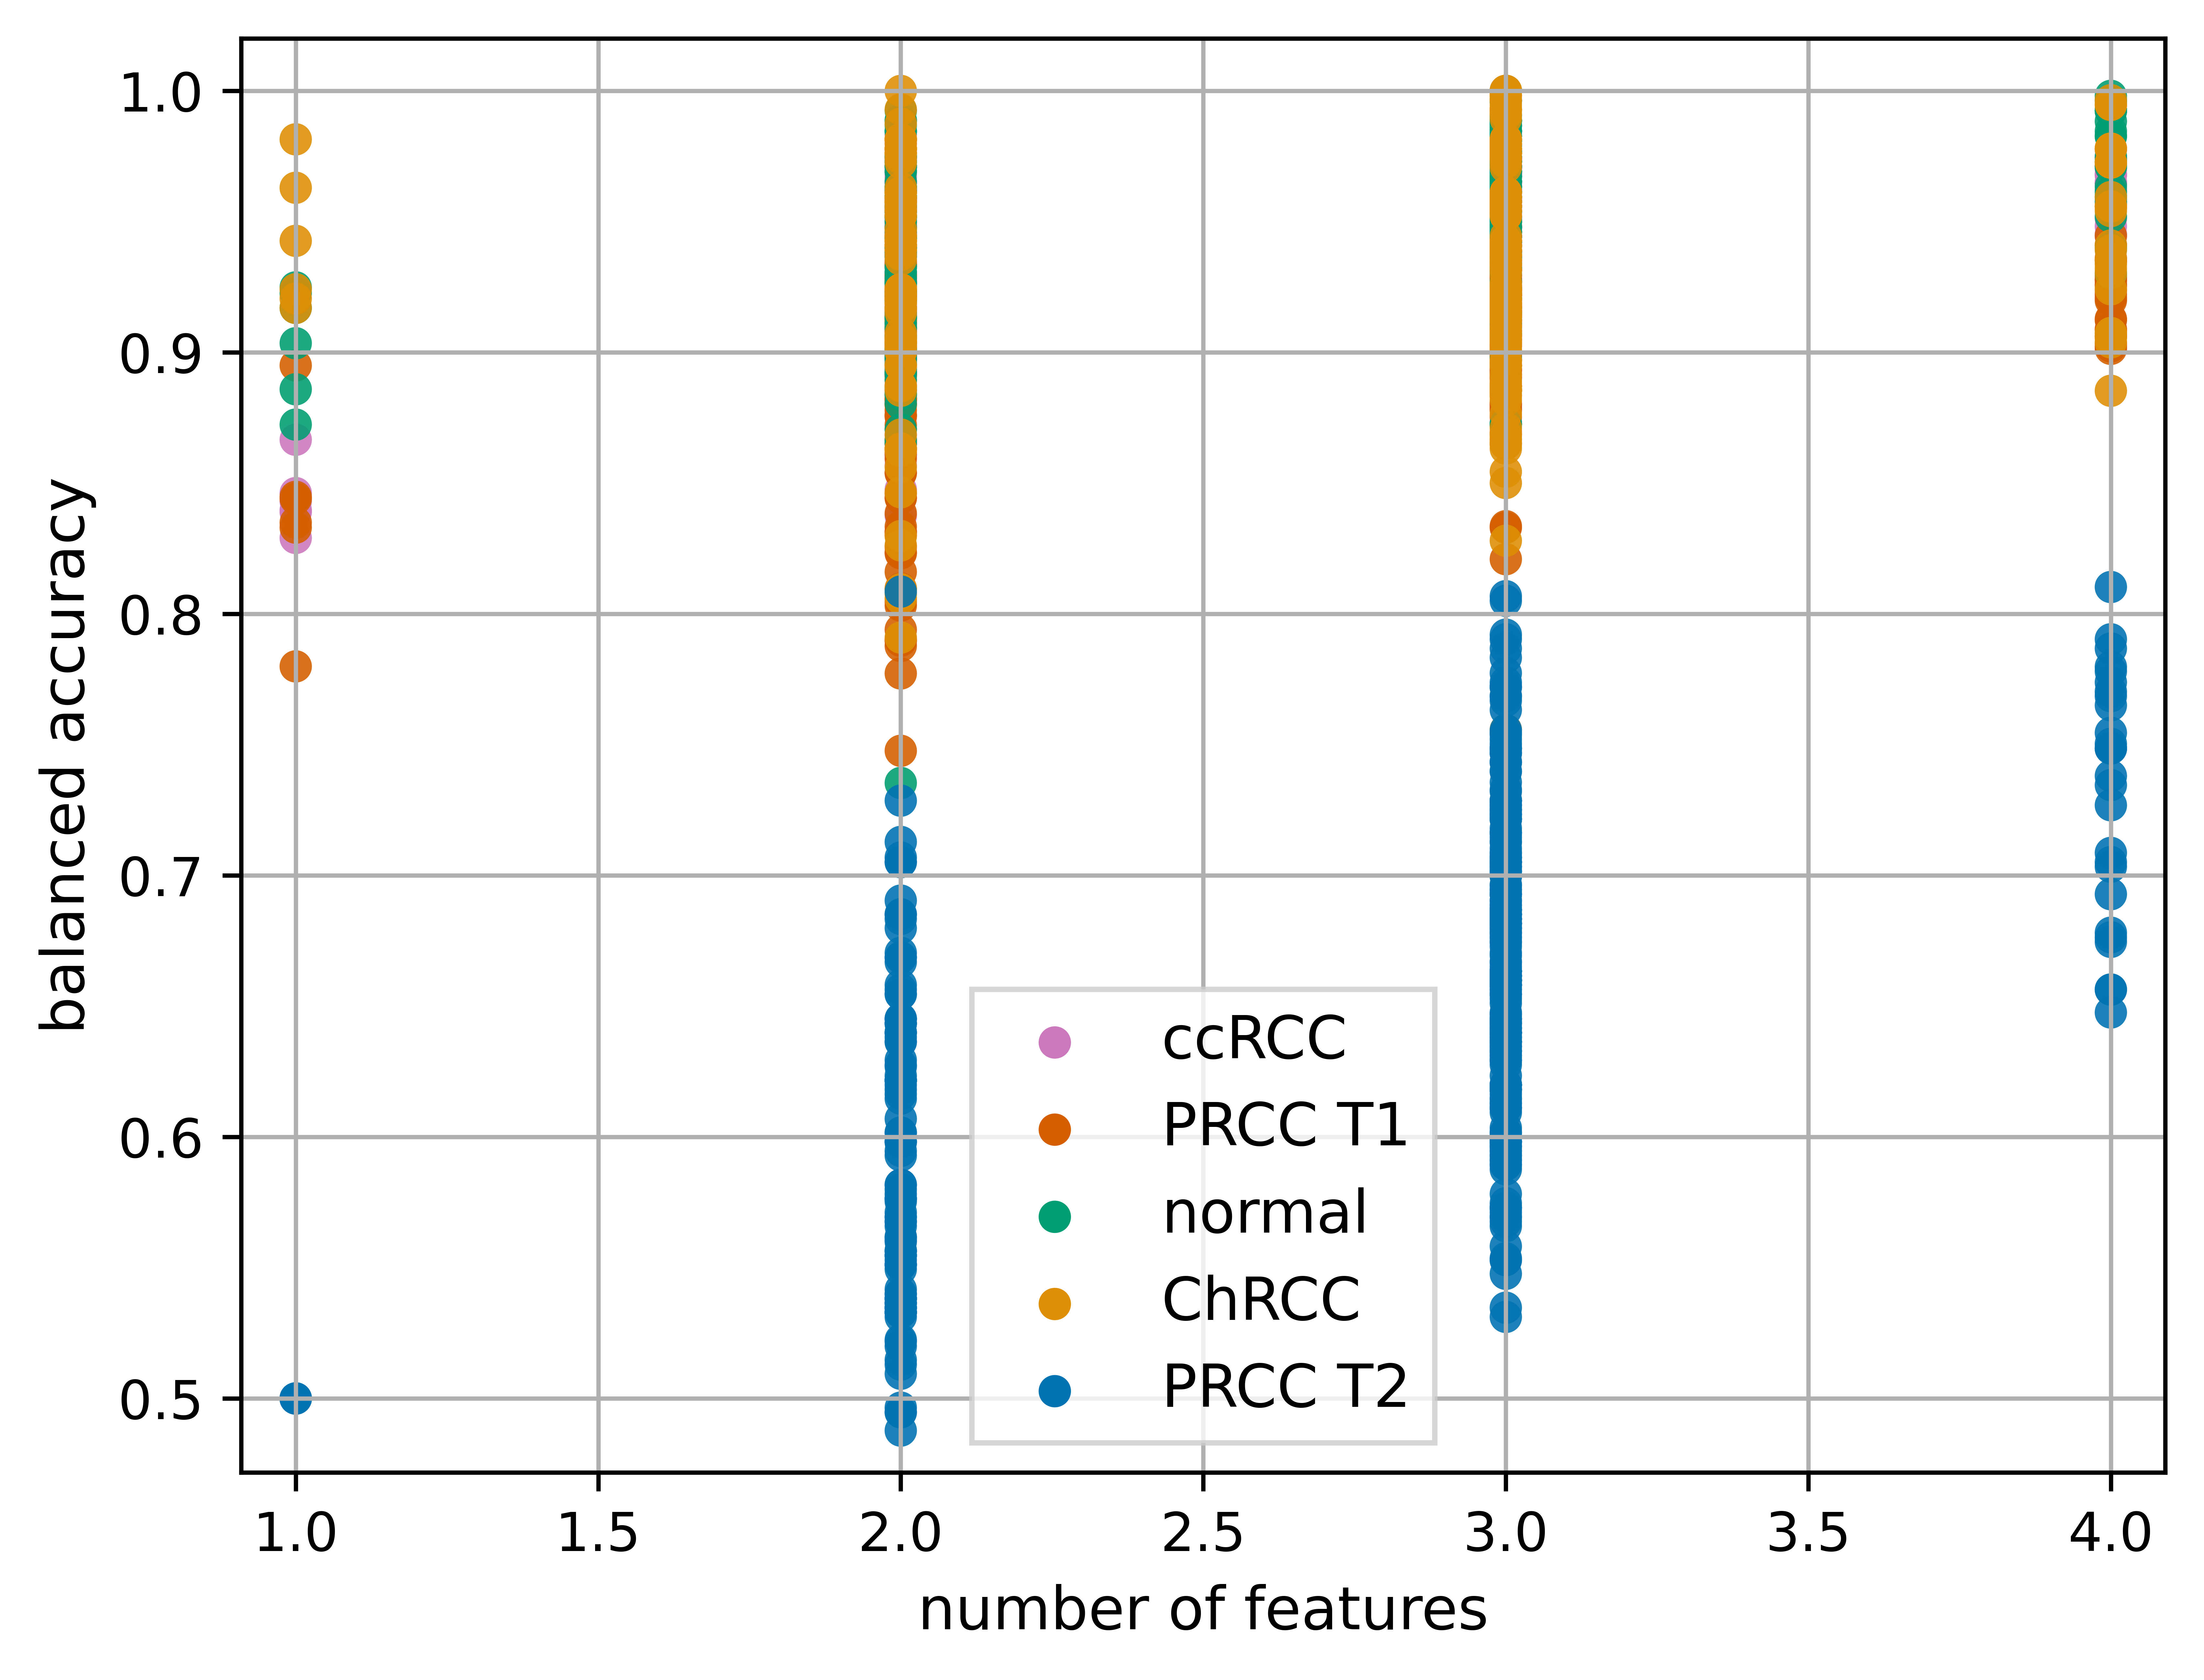 balanced accuracy
1.0
0.9
0.8
0.7
0.6
0.5
ccRCC
PRCC T1
normal
ChRCC
PRCC T2
1.0 1.5 2.0 2.5 3.0 3.5 4.0
number of features